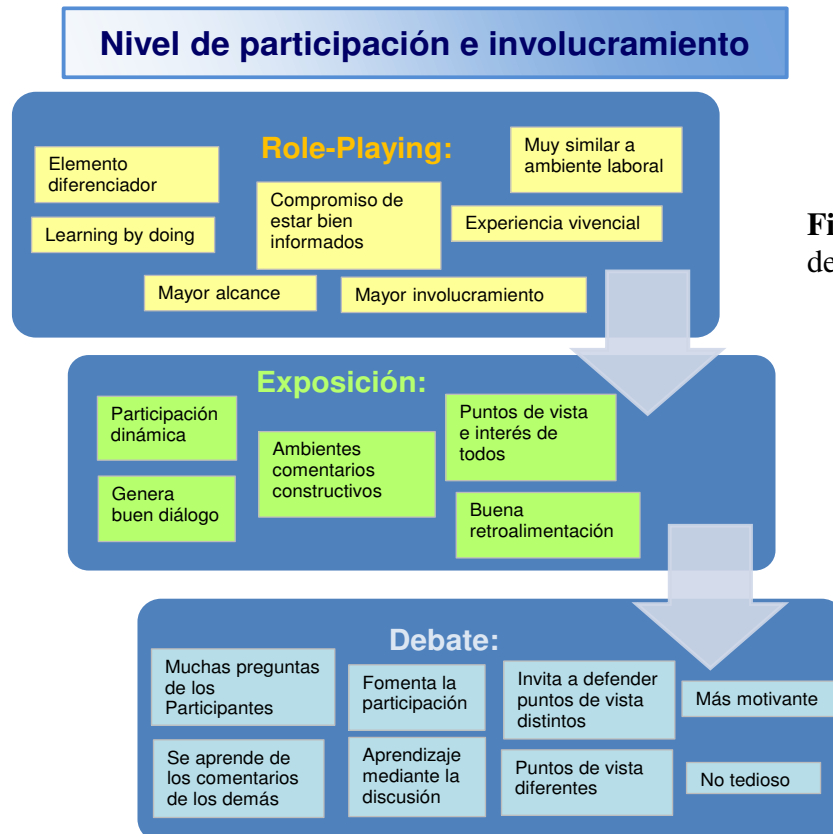 Nivel de participación e involucramiento
Role-Playing:
Elemento
diferenciador
Learning by doing
Compromiso de
estar bien
informados
Muy similar a
ambiente laboral
Experiencia vivencial
Mayor alcance
Mayor involucramiento
Exposición:
Participación
dinámica
Genera
buen diálogo
Ambientes
comentarios
constructivos
Puntos de vista
e interés de
todos
Buena
retroalimentación
Debate:
Muchas preguntas
de los
Participantes
Fomenta la
participación
Invita a defender
puntos de vista
distintos
Más motivante
Se aprende de
los comentarios
de los demás
Aprendizaje
mediante la
discusión
Puntos de vista
diferentes
No tedioso